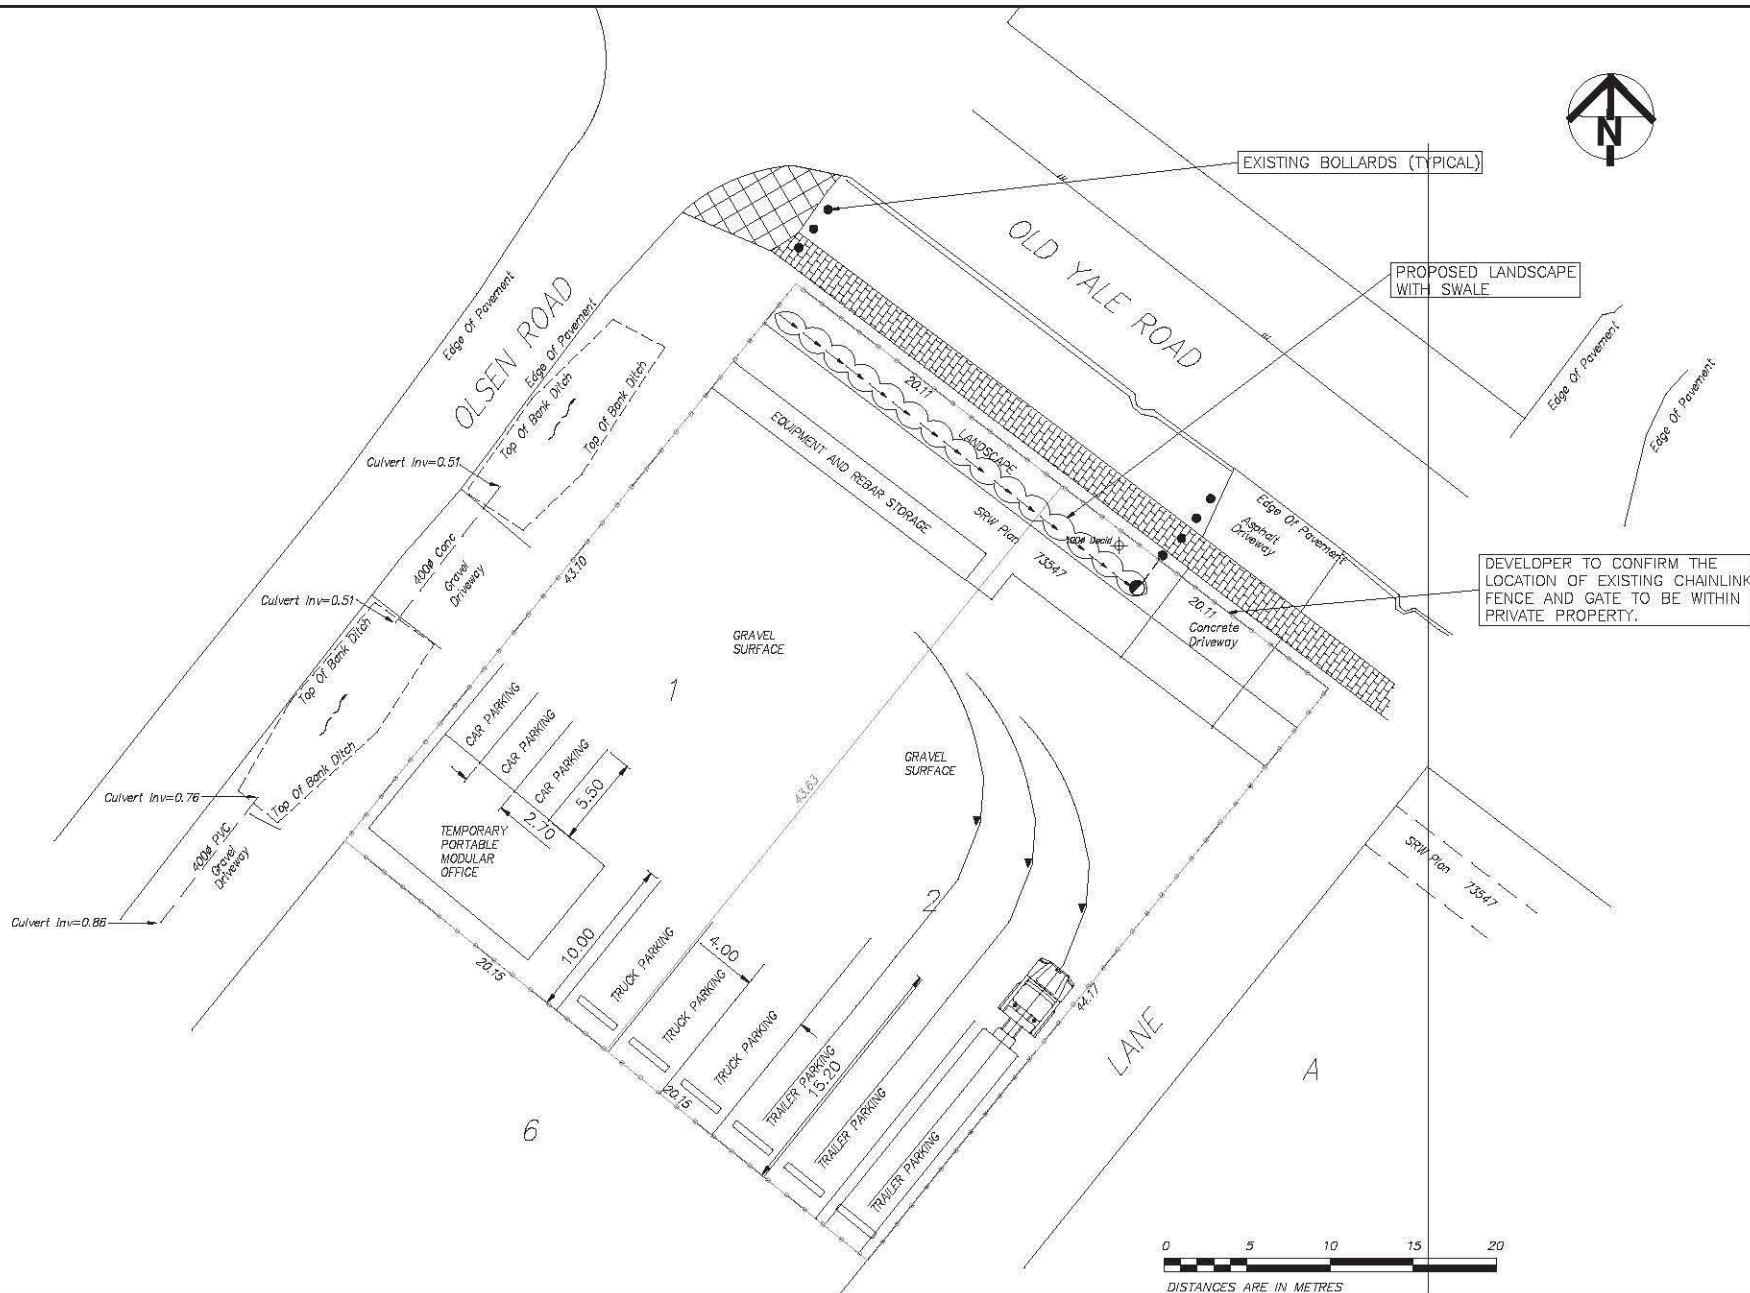 N
EXISTING BOLLARDS (TYPICAL)
OLD YALE ROAD
PROPOSED LANDSCAPE
WITH SWALE
Edge Of Pavement
OLSEN ROAD
Edge Of Pavement
Edge Of Pavement
Edge Of Pavement
Top Of Bank Ditch
Top Of Bank Ditch
20.11
LANDSCAPE
EQUIPMENT AND REBAR STORAGE
SRW Plan 73547
Culvert Inv=0.51
Edge Of Pavement
Asphalt
Driveway
DEVELOPER TO CONFIRM THE
LOCATION OF EXISTING CHAINLINK
FENCE AND GATE TO BE WITHIN
PRIVATE PROPERTY.
400ø Conc
Gravel
Driveway
43.10
Culvert Inv=0.51
20.11
Concrete
Driveway
GRAVEL
SURFACE
1
Top Of Bank Ditch
Top Of Bank Ditch
CAR PARKING
CAR PARKING
CAR PARKING
5.50
2.70
43.63
GRAVEL
SURFACE
Culvert Inv=0.76
400ø PVC
Gravel
Driveway
TEMPORARY
PORTABLE
MODULAR
OFFICE
Culvert Inv=0.86
2
SRW Plan 73547
20.15
10.00
TRUCK PARKING
4.00
TRUCK PARKING
TRUCK PARKING
20.15
TRAILER PARKING
15.20
TRAILER PARKING
TRAILER PARKING
44.17
LANE
A
6
0 5 10 15 20
DISTANCES ARE IN METRES